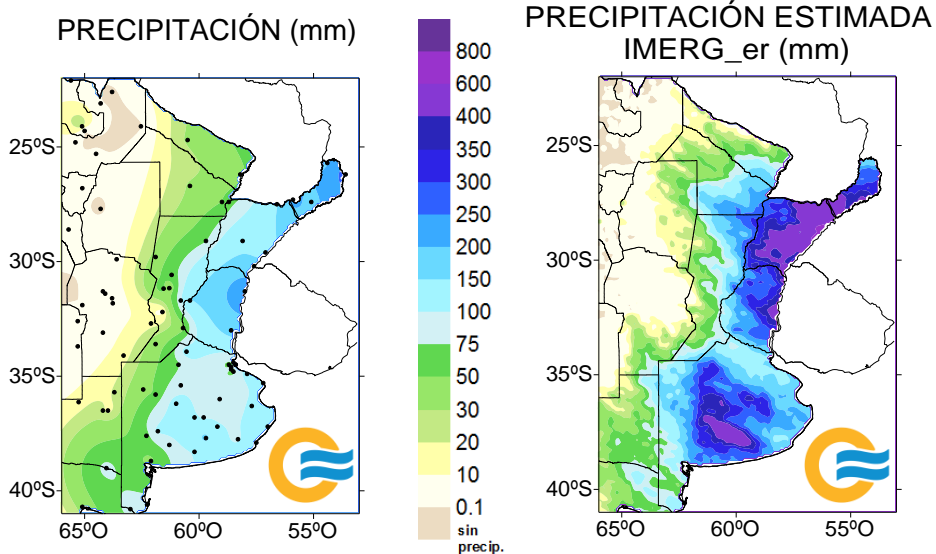 PRECIPITACIÓN (mm)
25ºS
30ºS
35ºS
40ºS
65ºO
60ºO
55ºO
800
600
400
350
250
200
150
100
75
50
30
20
10
0.1
sin
precip.
PRECIPITACIÓN ESTIMADA
IMERG_er (mm)
25ºS
30ºS
35ºS
40ºS
65ºO
60ºO
55ºO